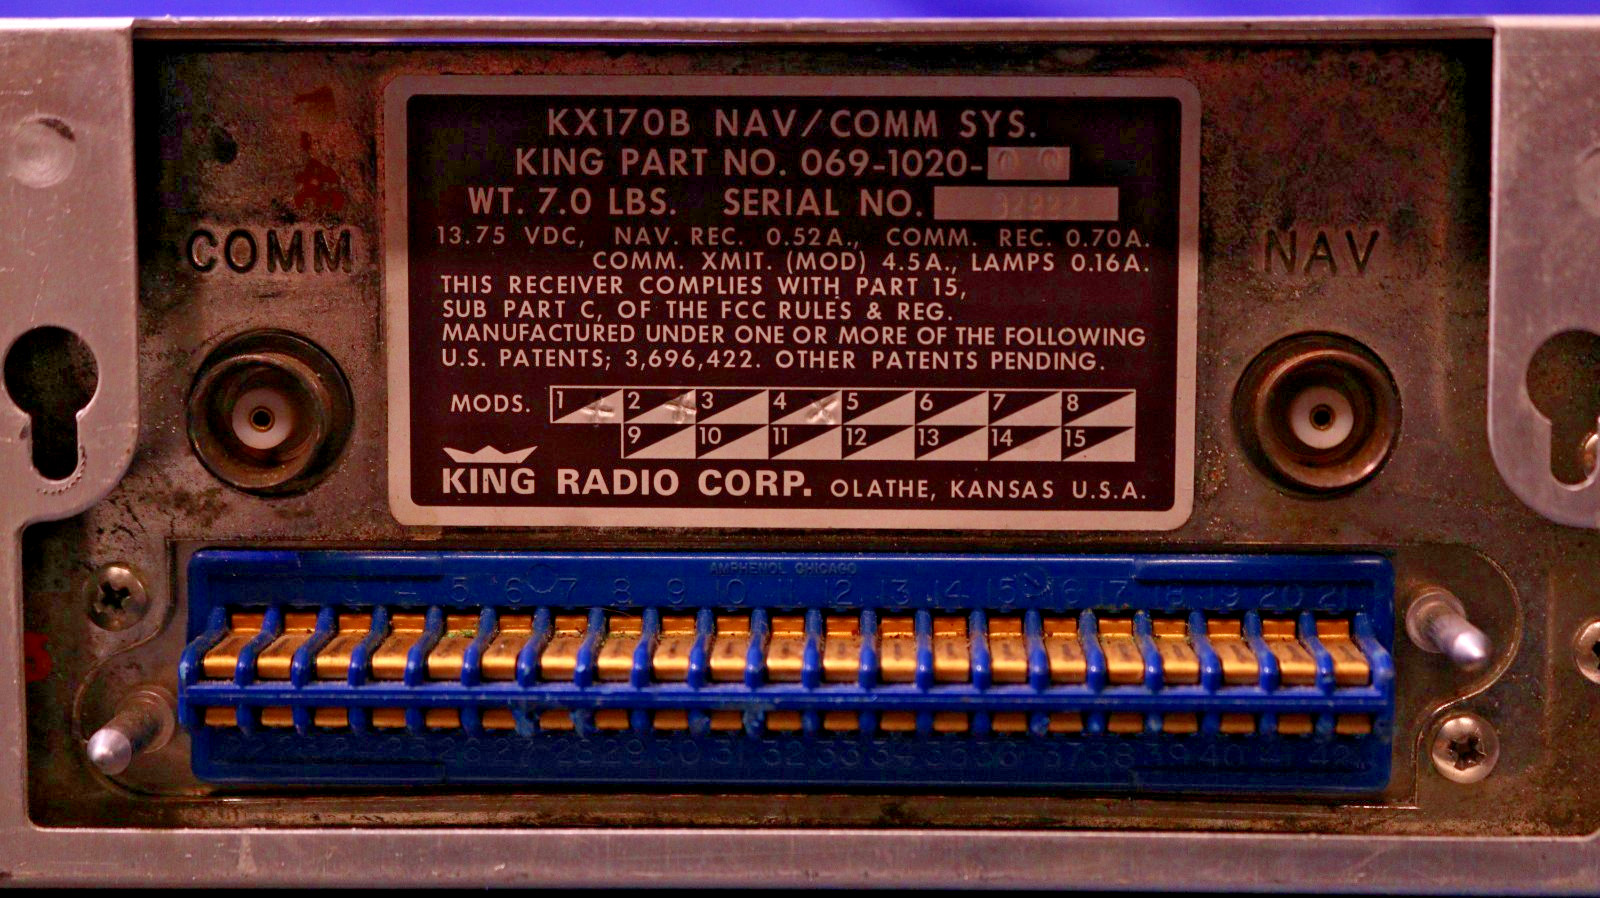 KX170B NAV/COMM SYS.
KING PART NO. 069-1020-
WT. 7.0 LBS. SERIAL NO.
13.75 VDC, NAV. REC. 0.52A., COMM. REC. 0.70A.
COMM. XMIT. (MOD) 4.5A., LAMPS 0.16A.
THIS RECEIVER COMPLIES WITH PART 15,
SUB PART C, OF THE FCC RULES & REG.
MANUFACTURED UNDER ONE OR MORE OF THE FOLLOWING
U.S. PATENTS; 3,696,422. OTHER PATENTS PENDING.
MODS. 1 2 3 4 5 6 7 8
9 10 11 12 13 14 15
KING RADIO CORP. OLATHE, KANSAS U.S.A.
COMM
NAV
AMPHENOL CHICAGO
3 4 5 6 7 8 9 10 11 12 13 14 15 16 17 18 19 20 21
22 23 24 25 26 27 28 29 30 31 32 33 34 35 36 37 38 39 40 41 42